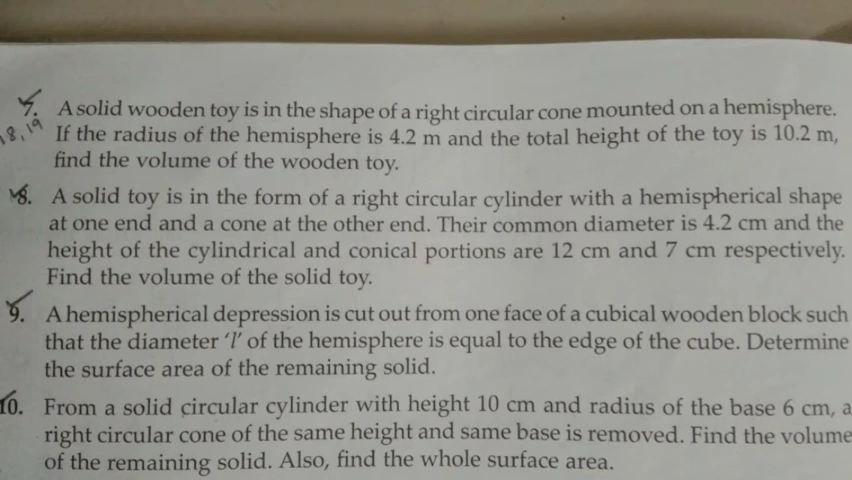 7. A solid wooden toy is in the shape of a right circular cone mounted on a hemisphere.
18, 19 If the radius of the hemisphere is 4.2 m and the total height of the toy is 10.2 m,
find the volume of the wooden toy.
8. A solid toy is in the form of a right circular cylinder with a hemispherical shape
at one end and a cone at the other end. Their common diameter is 4.2 cm and the
height of the cylindrical and conical portions are 12 cm and 7 cm respectively.
Find the volume of the solid toy.
9. A hemispherical depression is cut out from one face of a cubical wooden block such
that the diameter ‘l’ of the hemisphere is equal to the edge of the cube. Determine
the surface area of the remaining solid.
10. From a solid circular cylinder with height 10 cm and radius of the base 6 cm, a
right circular cone of the same height and same base is removed. Find the volume
of the remaining solid. Also, find the whole surface area.